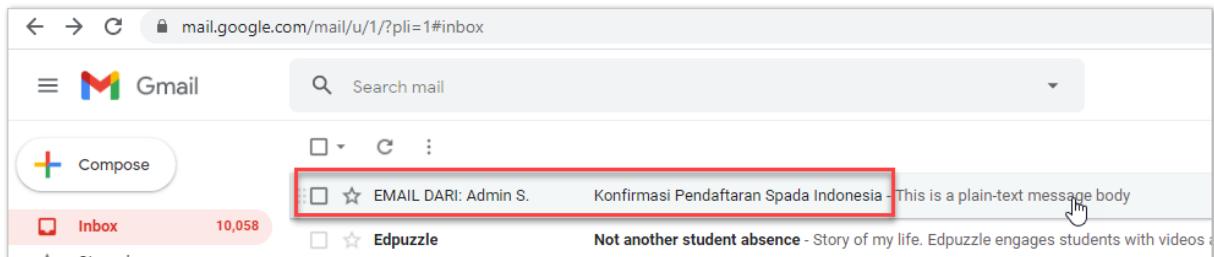 mail.google.com/mail/u/1/?pli=1#inbox
Gmail
Search mail
Compose
EMAIL DARI: Admin S. Konfirmasi Pendaftaran Spada Indonesia - This is a plain-text message body
Inbox 10,058
Edpuzzle Not another student absence - Story of my life. Edpuzzle engages students with videos